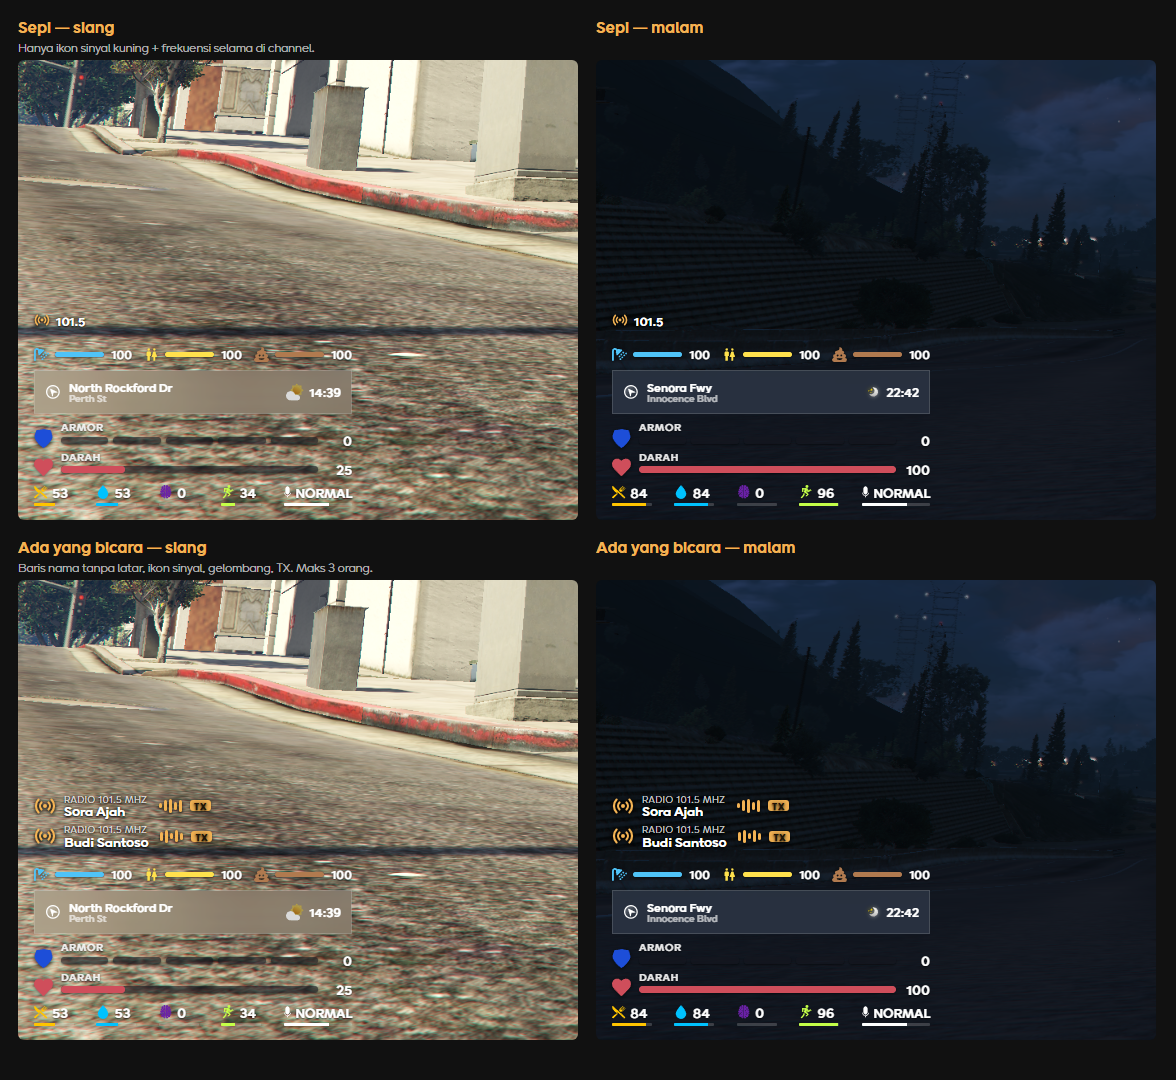 Sepi — siang
Hanya ikon sinyal kuning + frekuensi selama di channel.
101.5
100 100 100
North Rockford Dr
Perth St
14:39
ARMOR
0
DARAH
25
53 53 0 34 NORMAL
Sepi — malam
101.5
100 100 100
Senora Fwy
Innocence Blvd
22:42
ARMOR
0
DARAH
100
84 84 0 96 NORMAL
Ada yang bicara — siang
Baris nama tanpa latar, ikon sinyal, gelombang, TX. Maks 3 orang.
RADIO 101.5 MHZ
Sora Ajah TX
RADIO 101.5 MHZ
Budi Santoso TX
100 100 100
North Rockford Dr
Perth St
14:39
ARMOR
0
DARAH
25
53 53 0 34 NORMAL
Ada yang bicara — malam
RADIO 101.5 MHZ
Sora Ajah TX
RADIO 101.5 MHZ
Budi Santoso TX
100 100 100
Senora Fwy
Innocence Blvd
22:42
ARMOR
0
DARAH
100
84 84 0 96 NORMAL